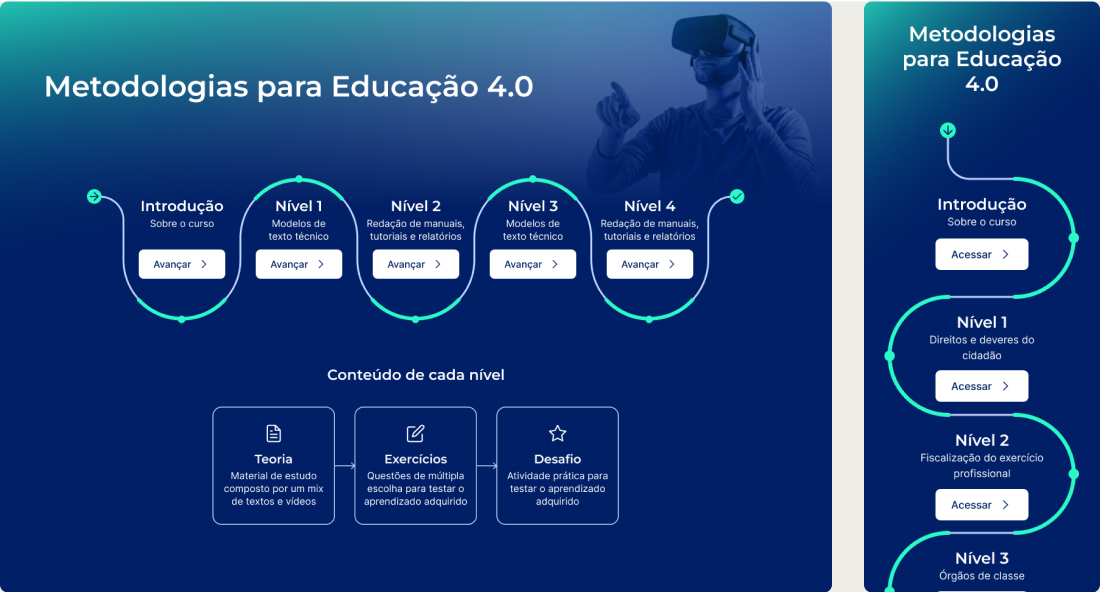 Metodologias para Educação 4.0
Introdução
Sobre o curso
Avançar
Nível 1
Modelos de
texto técnico
Avançar
Nível 2
Redação de manuais,
tutoriais e relatórios
Avançar
Nível 3
Modelos de
texto técnico
Avançar
Nível 4
Redação de manuais,
tutoriais e relatórios
Avançar
Conteúdo de cada nível
Teoria
Material de estudo
composto por um mix
de textos e vídeos
Exercícios
Questões de múltipla
escolha para testar o
aprendizado adquirido
Desafio
Atividade prática para
testar o aprendizado
adquirido
Metodologias
para Educação
4.0
Introdução
Sobre o curso
Acessar
Nível 1
Direitos e deveres do
cidadão
Acessar
Nível 2
Fiscalização do exercício
profissional
Acessar
Nível 3
Órgãos de classe